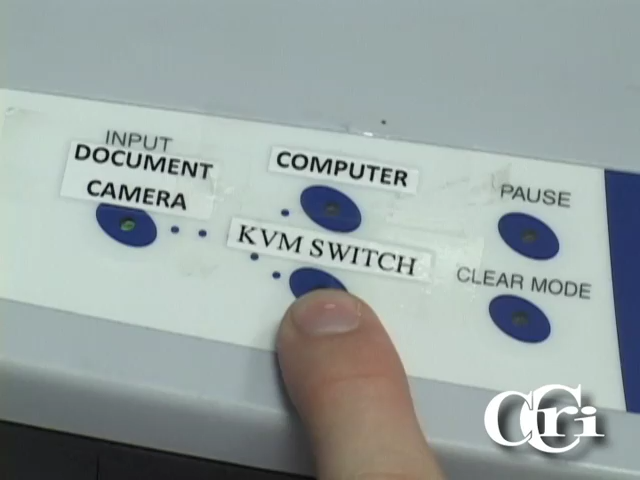 INPUT
DOCUMENT
CAMERA
COMPUTER
KVM SWITCH
PAUSE
CLEAR MODE
CCri